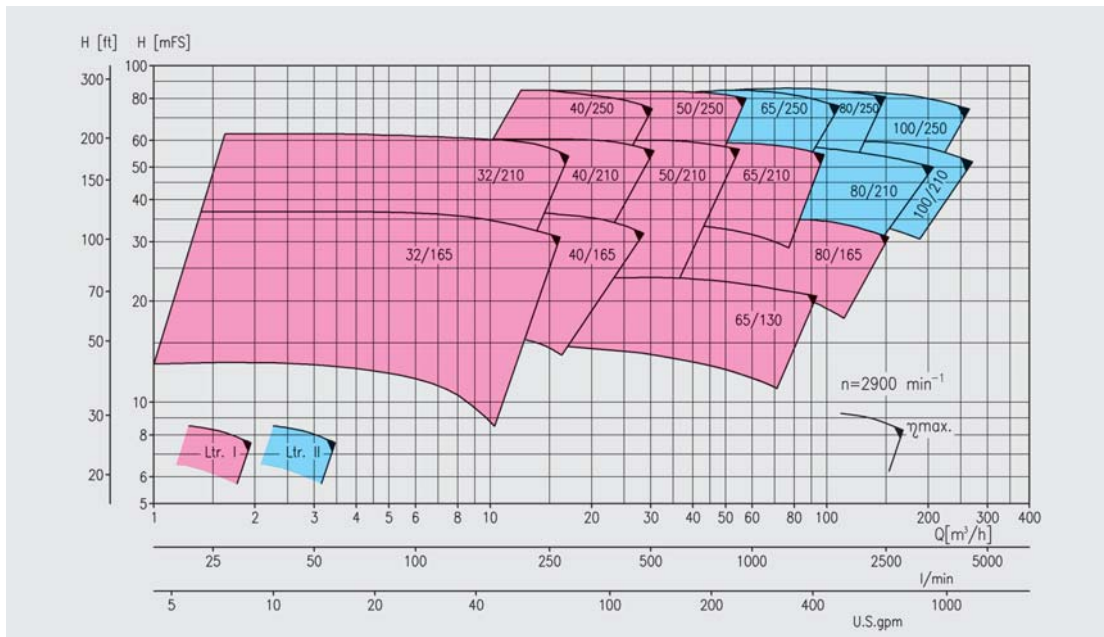 H [ft] H [mFS]
300
200
150
100
70
50
30
20
100
80
60
50
40
30
20
10
8
6
5
40/250 50/250 65/250 80/250 100/250
32/210 40/210 50/210 65/210 80/210 100/210
32/165 40/165 80/165
65/130
n=2900 min⁻¹
ηmax.
Ltr. I Ltr. II
1 2 3 4 5 6 8 10 20 30 40 50 60 80 100 200 300 400
Q[m³/h]
25 50 100 250 500 1000 2500 5000
l/min
5 10 20 40 100 200 400 1000
U.S.gpm